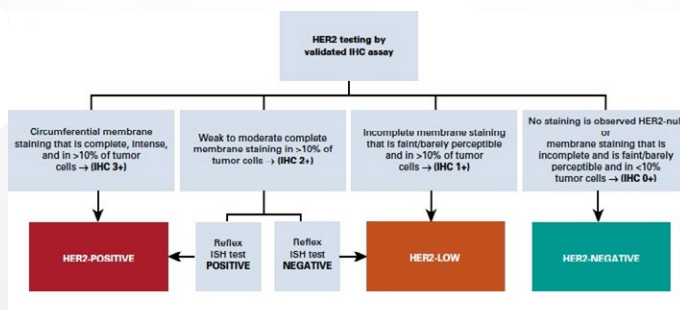 HER2 testing by
validated IHC assay
Circumferential membrane
staining that is complete, intense,
and in >10% of tumor
cells → (IHC 3+)
Weak to moderate complete
membrane staining in >10% of
tumor cells → (IHC 2+)
Incomplete membrane staining
that is faint/barely perceptible
and in >10% of tumor
cells → (IHC 1+)
No staining is observed HER2-null
or
membrane staining that is
incomplete and is faint/barely
perceptible and in <10%
tumor cells → (IHC 0+)
HER2-POSITIVE
Reflex
ISH test
POSITIVE
Reflex
ISH test
NEGATIVE
HER2-LOW
HER2-NEGATIVE